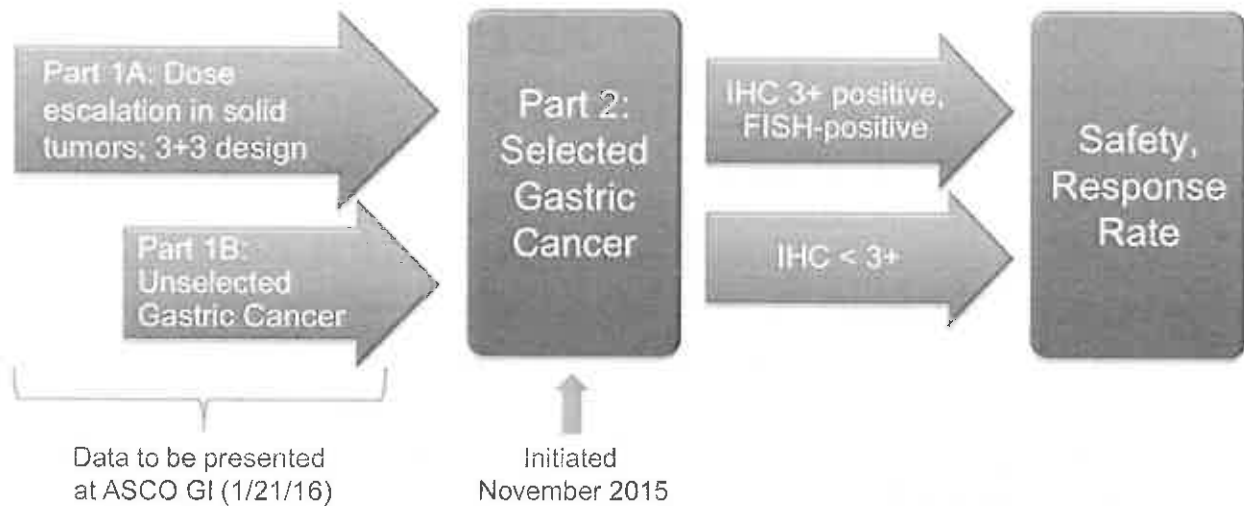 Part 1A: Dose
escalation in solid
tumors; 3+3 design
Part 1B:
Unselected
Gastric Cancer
Data to be presented
at ASCO GI (1/21/16)
Part 2:
Selected
Gastric
Cancer
Initiated
November 2015
IHC 3+ positive,
FISH-positive
IHC < 3+
Safety,
Response
Rate